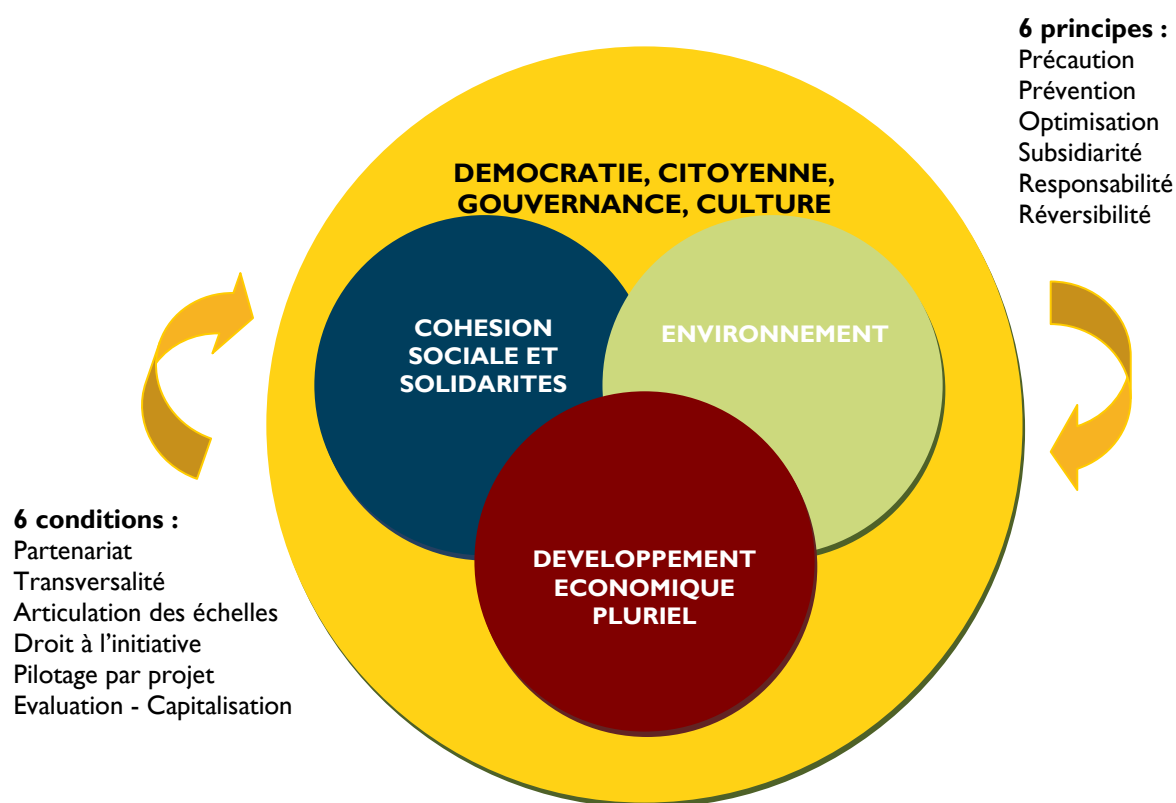 6 principes :
Précaution
Prévention
Optimisation
Subsidiarité
Responsabilité
Réversibilité
DEMOCRATIE, CITOYENNE,
GOUVERNANCE, CULTURE
COHESION
SOCIALE ET
SOLIDARITES
ENVIRONNEMENT
DEVELOPPEMENT
ECONOMIQUE
PLURIEL
6 conditions :
Partenariat
Transversalité
Articulation des échelles
Droit à l’initiative
Pilotage par projet
Evaluation - Capitalisation